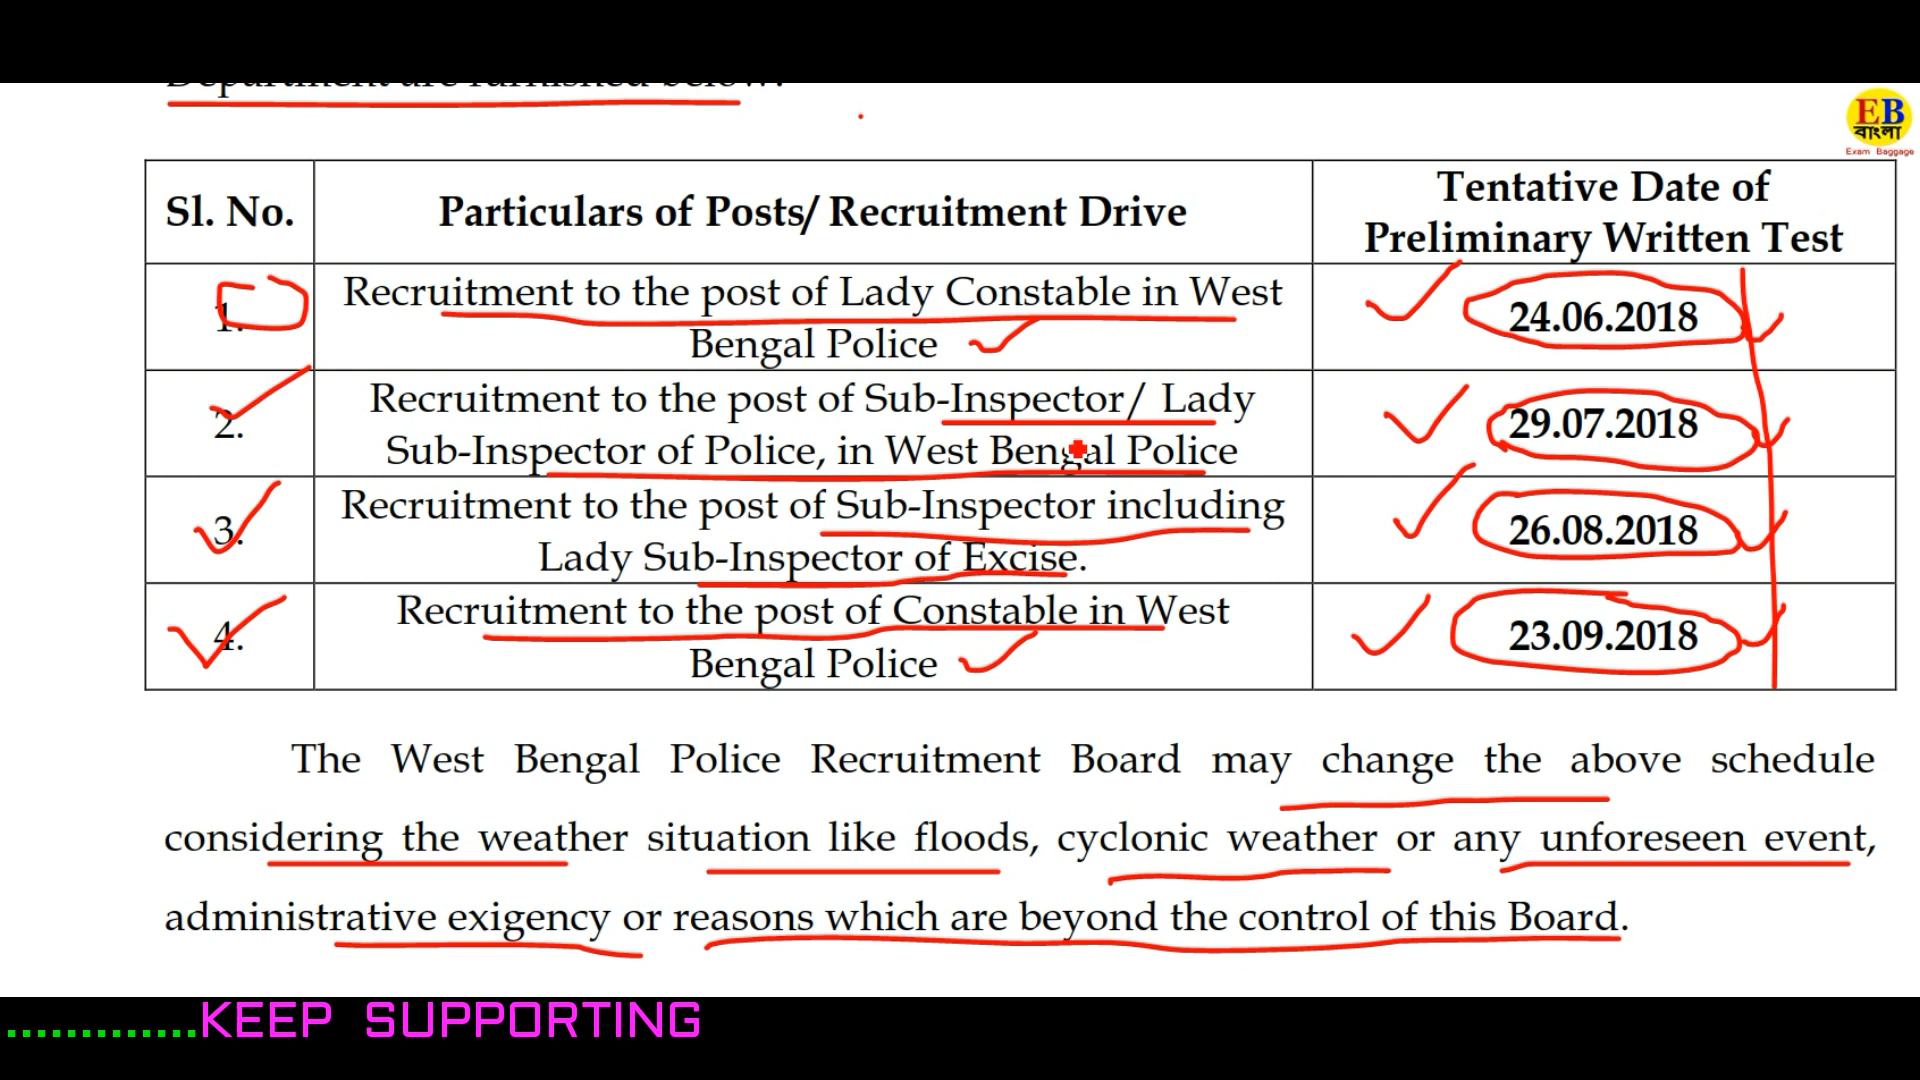 Department are furnished below:
EB
বাংলা
Exam Baggage
Sl. No.
Particulars of Posts/ Recruitment Drive
Tentative Date of
Preliminary Written Test
1.
Recruitment to the post of Lady Constable in West
Bengal Police
24.06.2018
2.
Recruitment to the post of Sub-Inspector/ Lady
Sub-Inspector of Police, in West Bengal Police
29.07.2018
3.
Recruitment to the post of Sub-Inspector including
Lady Sub-Inspector of Excise.
26.08.2018
4.
Recruitment to the post of Constable in West
Bengal Police
23.09.2018
The West Bengal Police Recruitment Board may change the above schedule
considering the weather situation like floods, cyclonic weather or any unforeseen event,
administrative exigency or reasons which are beyond the control of this Board.
.............KEEP SUPPORTING